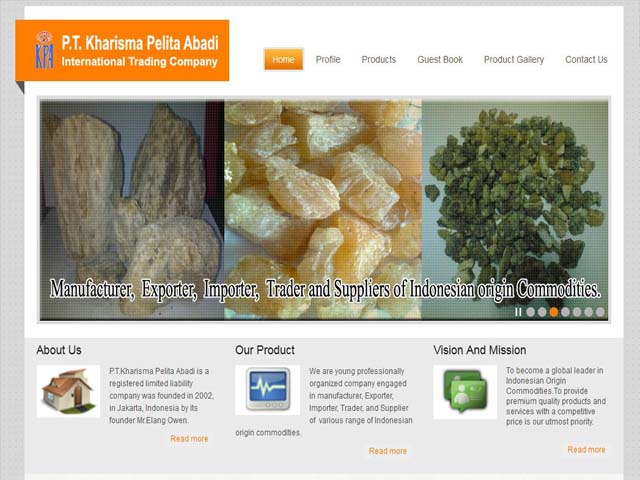 P.T. Kharisma Pelita Abadi
KPA
International Trading Company
Home Profile Products Guest Book Product Gallery Contact Us
Manufacturer, Exporter, Importer, Trader and Suppliers of Indonesian origin Commodities.
About Us
P.T.Kharisma Pelita Abadi is a
registered limited liability
company was founded in 2002,
in Jakarta, Indonesia by its
founder Mr.Elang Owen.
Read more
Our Product
We are young professionally
organized company engaged
in manufacturer, Exporter,
Importer, Trader, and Supplier
of various range of Indonesian
origin commodities.
Read more
Vision And Mission
To become a global leader in
Indonesian Origin
Commodities.To provide
premium quality products and
services with a competitive
price is our utmost priority.
Read more